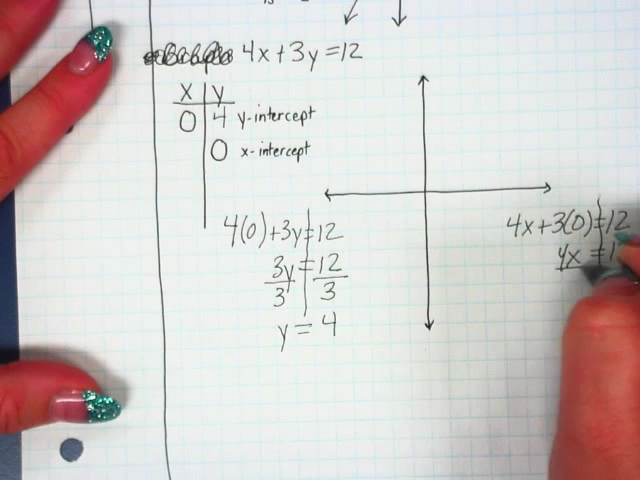 4x+3y=12
x y
0 4 y-intercept
0 x-intercept
4(0)+3y=12
3y=12
3 3
y=4
4x+3(0)=12
4x=1